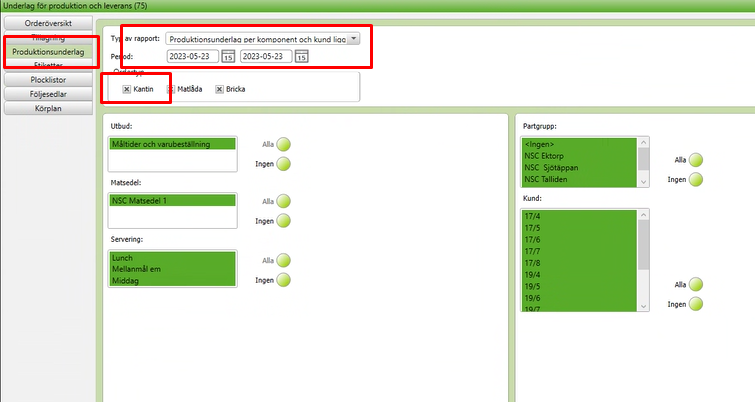 Underlag för produktion och leverans (75)
Orderöversikt
Tillagning
Produktionsunderlag
Etiketter
Plocklistor
Följesedlar
Körplan
Typ av rapport: Produktionsunderlag per komponent och kund ligg
Period: 2023-05-23 15 2023-05-23 15
Ordertyp
Kantin Matlåda Bricka
Utbud:
Måltider och varubeställning
Alla
Ingen
Matsedel:
NSC Matsedel 1
Alla
Ingen
Servering:
Lunch
Mellanmål em
Middag
Alla
Ingen
Partgrupp:
<Ingen>
NSC Ektorp
NSC Sjötäppan
NSC Talliden
Alla
Ingen
Kund:
17/4
17/5
17/6
17/7
17/8
19/4
19/5
19/6
19/7
Alla
Ingen